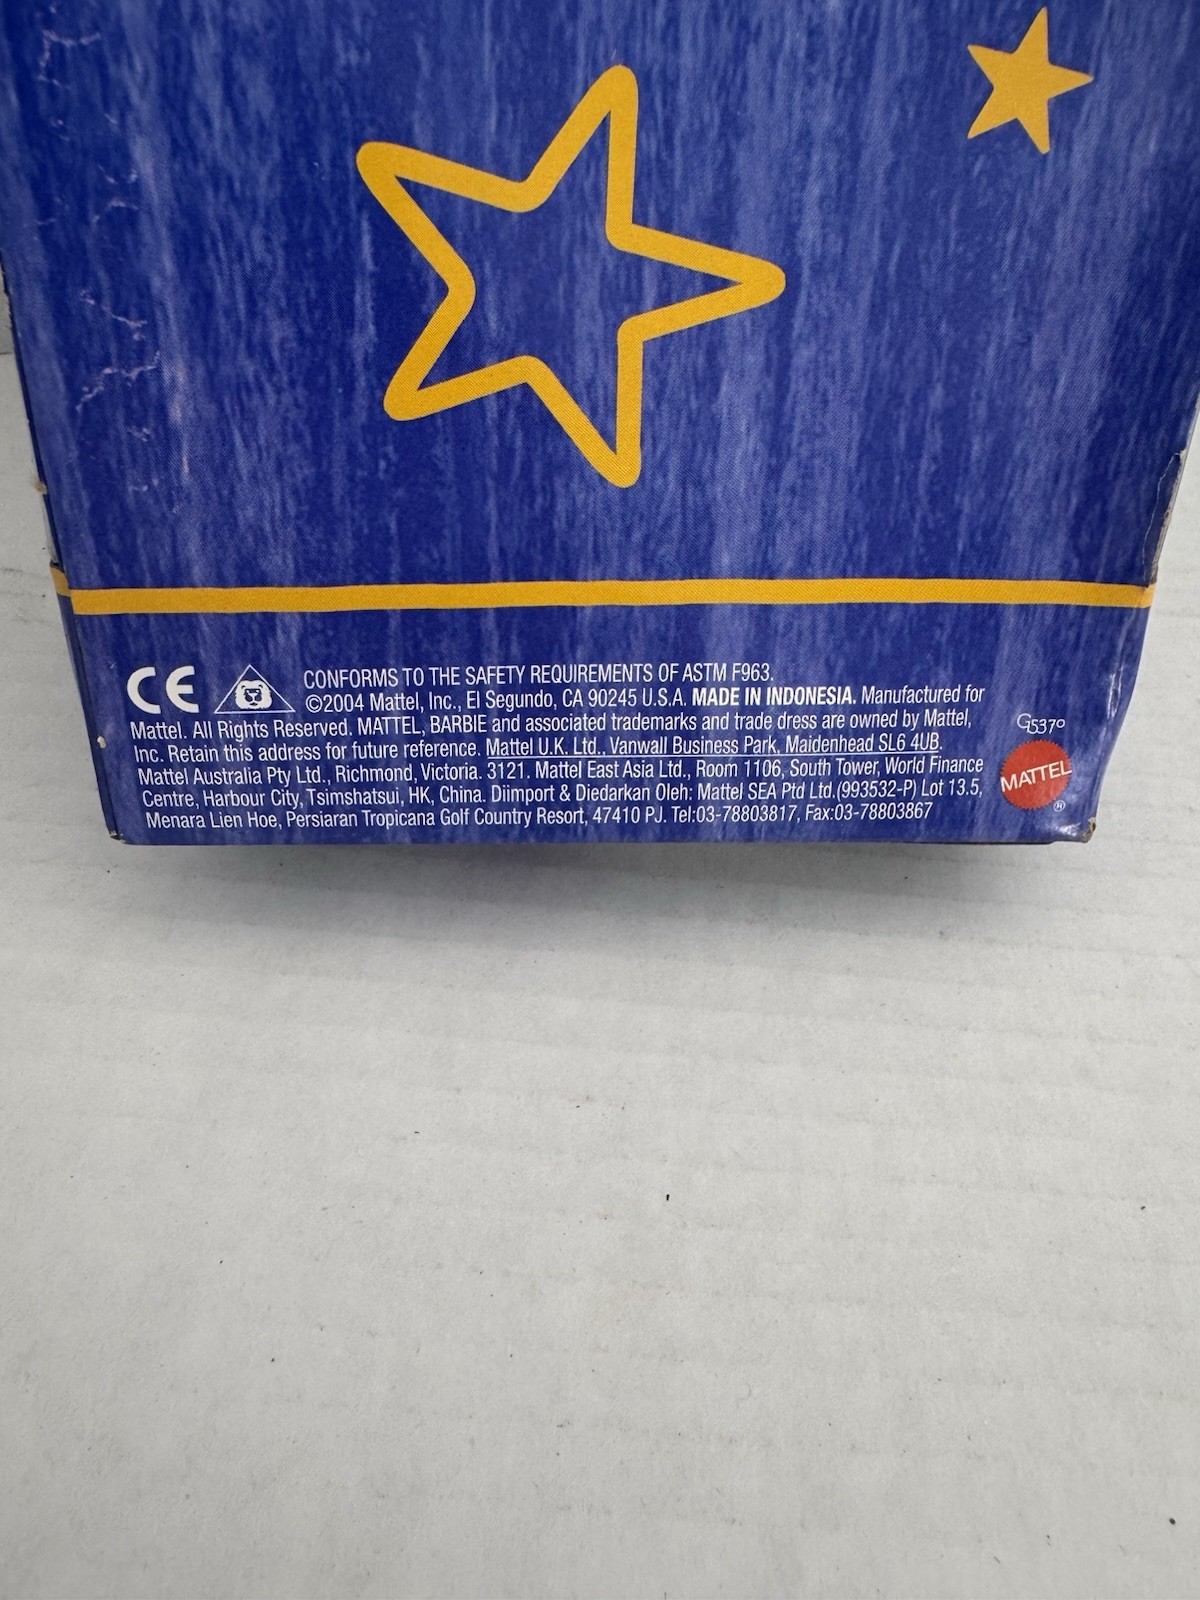 CE
CONFORMS TO THE SAFETY REQUIREMENTS OF ASTM F963.
©2004 Mattel, Inc., El Segundo, CA 90245 U.S.A. MADE IN INDONESIA. Manufactured for
Mattel. All Rights Reserved. MATTEL, BARBIE and associated trademarks and trade dress are owned by Mattel,
Inc. Retain this address for future reference. Mattel U.K. Ltd., Vanwall Business Park, Maidenhead SL6 4UB.
Mattel Australia Pty Ltd., Richmond, Victoria. 3121. Mattel East Asia Ltd., Room 1106, South Tower, World Finance
Centre, Harbour City, Tsimshatsui, HK, China. Diimport & Diedarkan Oleh: Mattel SEA Ptd Ltd.(993532-P) Lot 13.5,
Menara Lien Hoe, Persiaran Tropicana Golf Country Resort, 47410 PJ. Tel:03-78803817, Fax:03-78803867
G5370
MATTEL
®